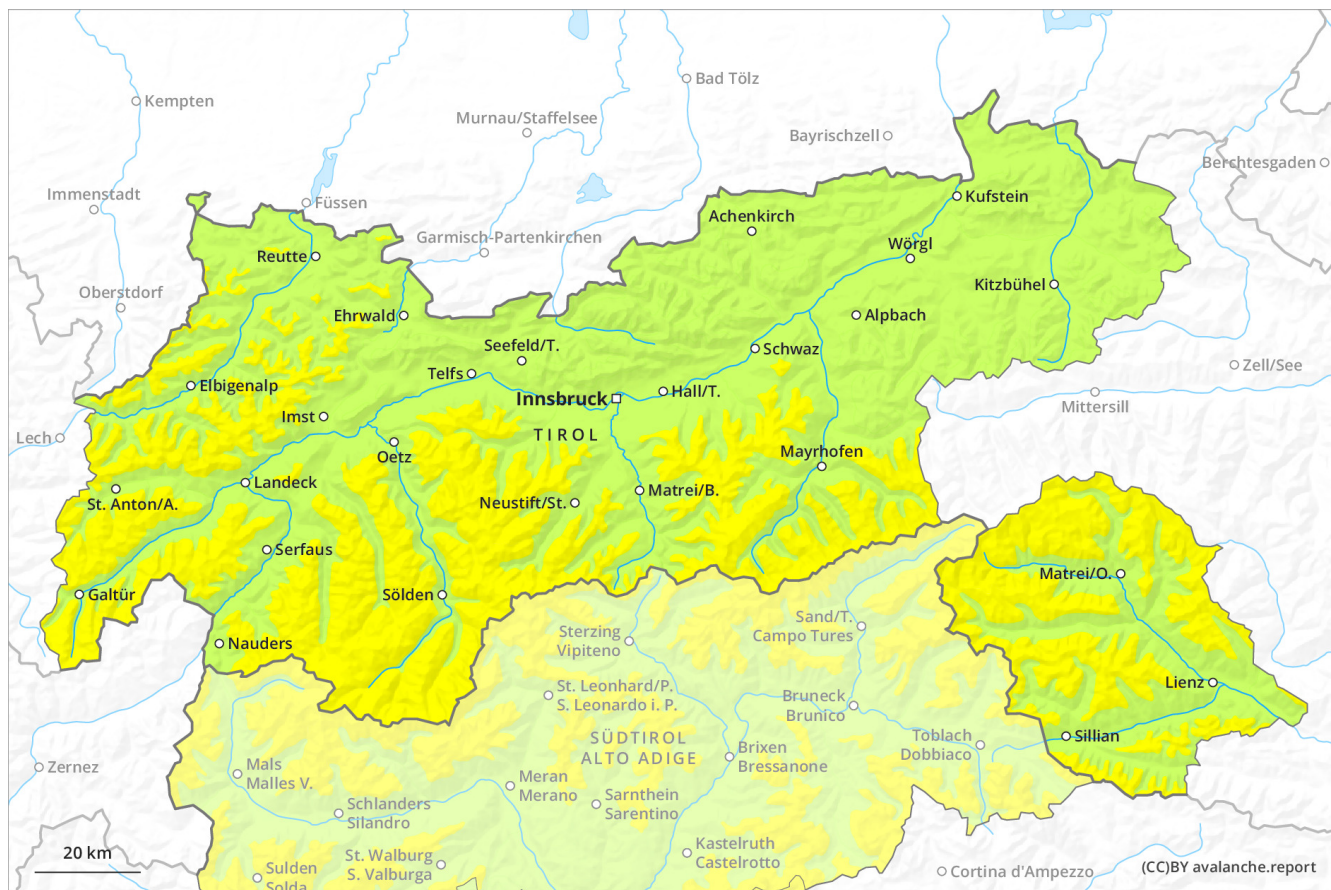 Bad Tölz
Kempten
Murnau/Staffelsee
Bayrischzell
Berchtesgaden
Immenstadt
Füssen
Kufstein
Achenkirch
Garmisch-Partenkirchen
Wörgl
Reutte
Kitzbühel
Oberstdorf
Ehrwald
Alpbach
Seefeld/T.
Schwaz
Zell/See
Telfs
Elbigenalp
Hall/T.
Innsbruck
Mittersill
Imst
TIROL
Lech
Oetz
Mayrhofen
Landeck
Matrei/B.
St. Anton/A.
Neustift/St.
Serfaus
Matrei/O.
Galtür
Sölden
Sand/T.
Campo Tures
Sterzing
Vipiteno
Nauders
Lienz
St. Leonhard/P.
S. Leonardo i. P.
Bruneck
Brunico
SÜDTIROL
ALTO ADIGE
Toblach
Dobbiaco
Sillian
Brixen
Bressanone
Zernez
Mals
Malles V.
Meran
Merano
Sarnthein
Sarentino
Schlanders
Silandro
20 km
St. Walburg
S. Valburga
Kastelruth
Castelrotto
Sulden
Solda
Cortina d'Ampezzo
(CC)BY avalanche.report